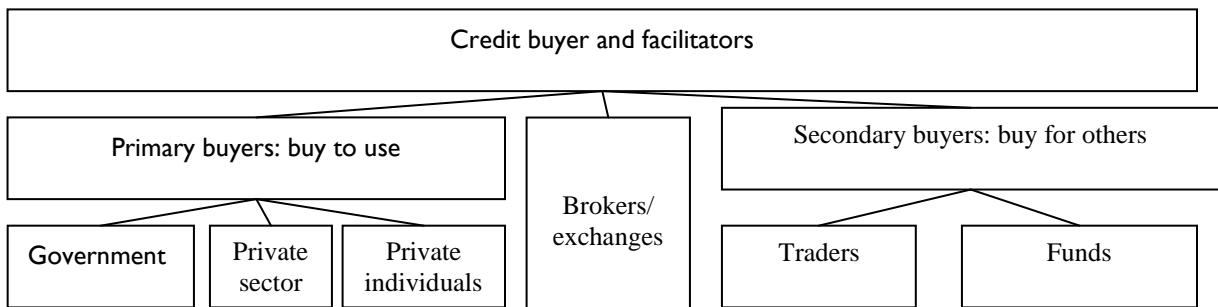 Credit buyer and facilitators
Primary buyers: buy to use
Secondary buyers: buy for others
Brokers/
exchanges
Government
Private
sector
Private
individuals
Traders
Funds